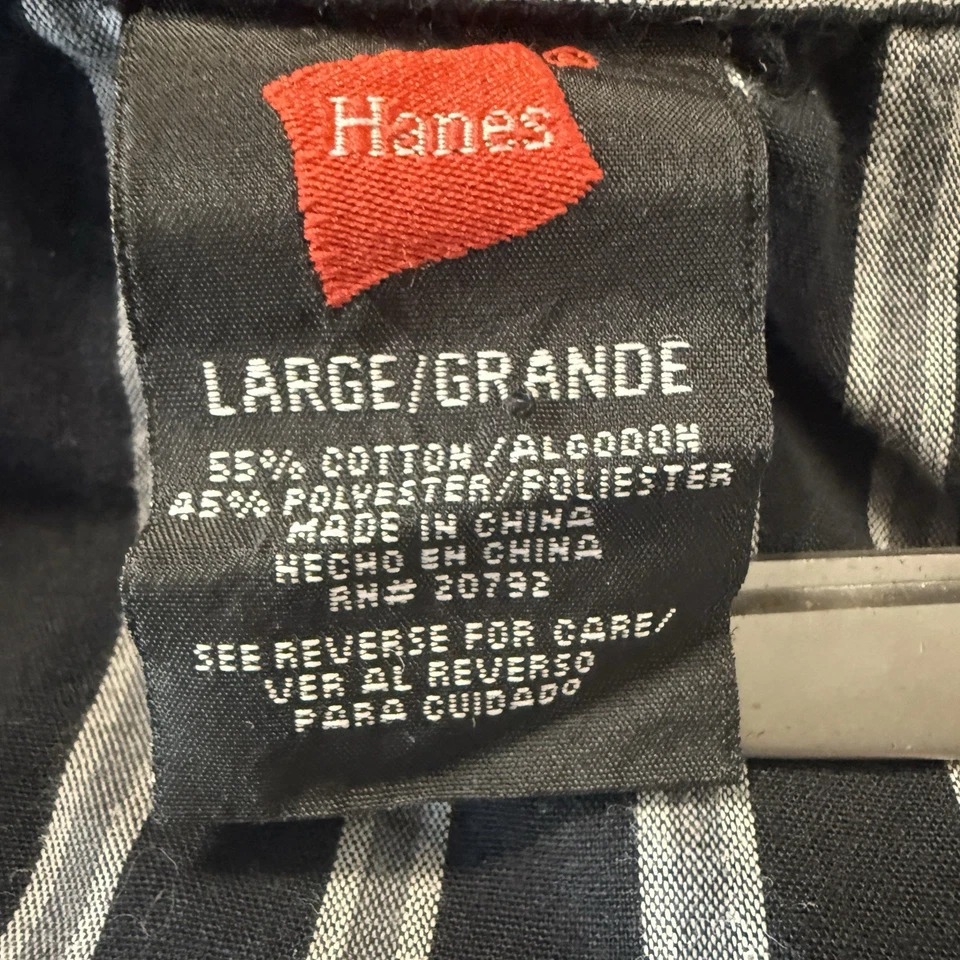 Hanes
LARGE/GRANDE
55% COTTON/ALGODON
45% POLYESTER/POLIESTER
MADE IN CHINA
HECHO EN CHINA
RN# 20792
SEE REVERSE FOR CARE/
VER AL REVERSO
PARA CUIDADO